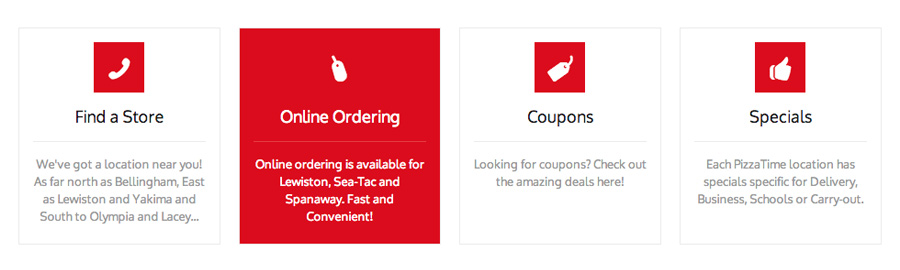 Find a Store
We've got a location near you!
As far north as Bellingham, East
as Lewiston and Yakima and
South to Olympia and Lacey...
Online Ordering
Online ordering is available for
Lewiston, Sea-Tac and
Spanaway. Fast and
Convenient!
Coupons
Looking for coupons? Check out
the amazing deals here!
Specials
Each PizzaTime location has
specials specific for Delivery,
Business, Schools or Carry-out.